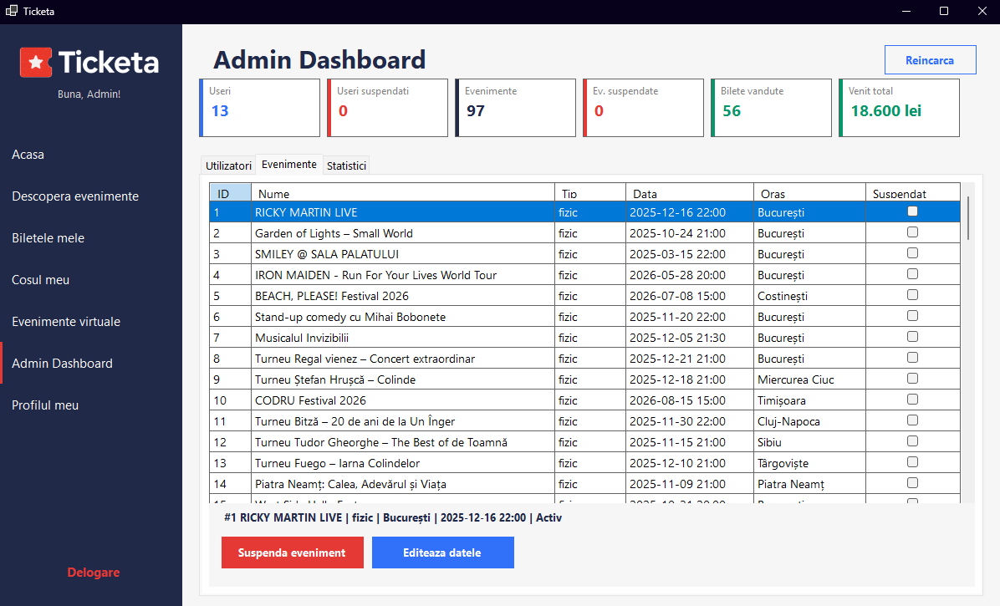 Ticketa
Ticketa
Buna, Admin!
Acasa
Descopera evenimente
Biletele mele
Cosul meu
Evenimente virtuale
Admin Dashboard
Profilul meu
Delogare
Admin Dashboard
Reincarca
Useri
13
Useri suspendati
0
Evenimente
97
Ev. suspendate
0
Bilete vandute
56
Venit total
18.600 lei
Utilizatori Evenimente Statistici
ID Nume Tip Data Oras Suspendat
1 RICKY MARTIN LIVE fizic 2025-12-16 22:00 București
2 Garden of Lights – Small World fizic 2025-10-24 21:00 București
3 SMILEY @ SALA PALATULUI fizic 2025-03-15 22:00 București
4 IRON MAIDEN - Run For Your Lives World Tour fizic 2026-05-28 20:00 București
5 BEACH, PLEASE! Festival 2026 fizic 2026-07-08 15:00 Costinești
6 Stand-up comedy cu Mihai Bobonete fizic 2025-11-20 22:00 București
7 Musicalul Invizibilii fizic 2025-12-05 21:30 București
8 Turneu Regal vienez – Concert extraordinar fizic 2025-12-21 21:00 București
9 Turneu Ștefan Hrușcă – Colinde fizic 2025-12-18 21:00 Miercurea Ciuc
10 CODRU Festival 2026 fizic 2026-08-15 15:00 Timișoara
11 Turneu Bitză – 20 de ani de la Un Înger fizic 2025-11-30 22:00 Cluj-Napoca
12 Turneu Tudor Gheorghe – The Best of de Toamnă fizic 2025-11-15 21:00 Sibiu
13 Turneu Fuego – Iarna Colindelor fizic 2025-12-10 21:00 Târgoviște
14 Piatra Neamț: Calea, Adevărul și Viața fizic 2025-11-09 21:00 Piatra Neamț
#1 RICKY MARTIN LIVE | fizic | București | 2025-12-16 22:00 | Activ
Suspenda eveniment
Editeaza datele